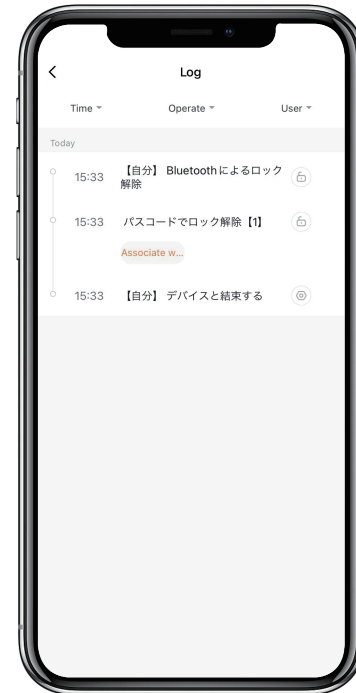 Log
Time Operate User
Today
15:33 【自分】 Bluetoothによるロック
解除
15:33 パスコードでロック解除【1】
Associate w...
15:33 【自分】 デバイスと結束する